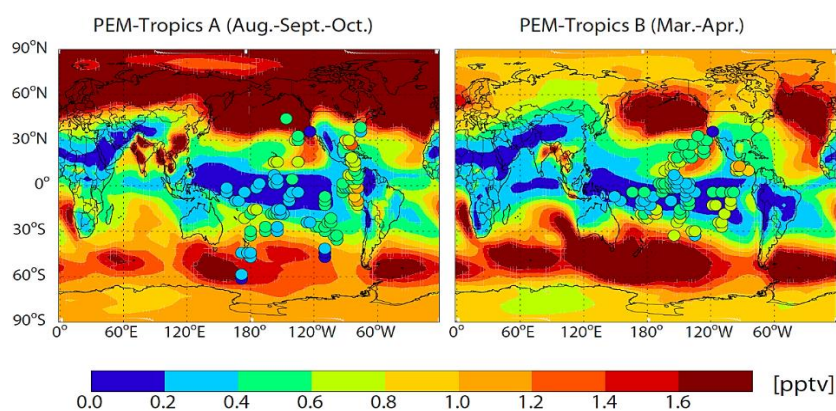 PEM-Tropics A (Aug.-Sept.-Oct.) PEM-Tropics B (Mar.-Apr.)
90°N
60°N
30°N
0°
30°S
60°S
90°S
0° 60°E 120°E 180°E 120°W 60°W 0° 60°E 120°E 180°E 120°W 60°W
0.0 0.2 0.4 0.6 0.8 1.0 1.2 1.4 1.6 [pptv]